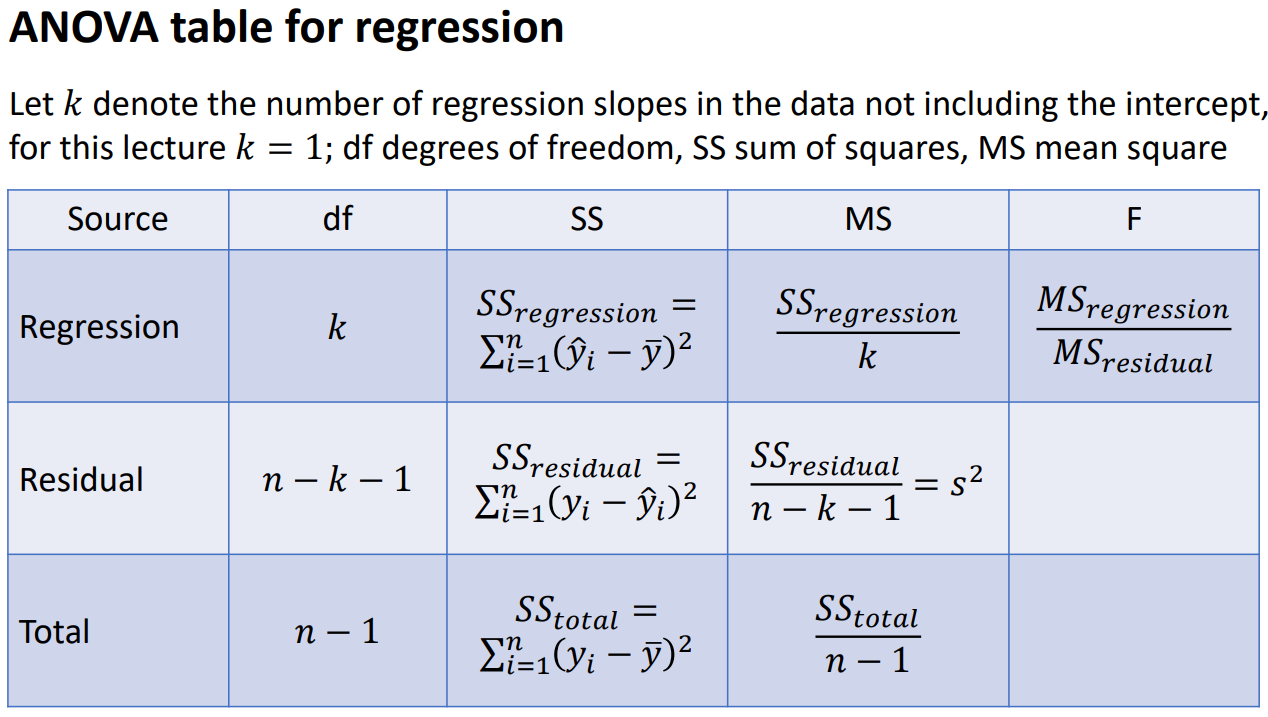 ANOVA table for regression
Let k denote the number of regression slopes in the data not including the intercept,
for this lecture k = 1; df degrees of freedom, SS sum of squares, MS mean square
Source df SS MS F
Regression k SS_{regression} = \sum_{i=1}^{n}(\hat{y}_i − \bar{y})^2 \frac{SS_{regression}}{k} \frac{MS_{regression}}{MS_{residual}}
Residual n − k − 1 SS_{residual} = \sum_{i=1}^{n}(y_i − \hat{y}_i)^2 \frac{SS_{residual}}{n − k − 1} = s^2
Total n − 1 SS_{total} = \sum_{i=1}^{n}(y_i − \bar{y})^2 \frac{SS_{total}}{n − 1}